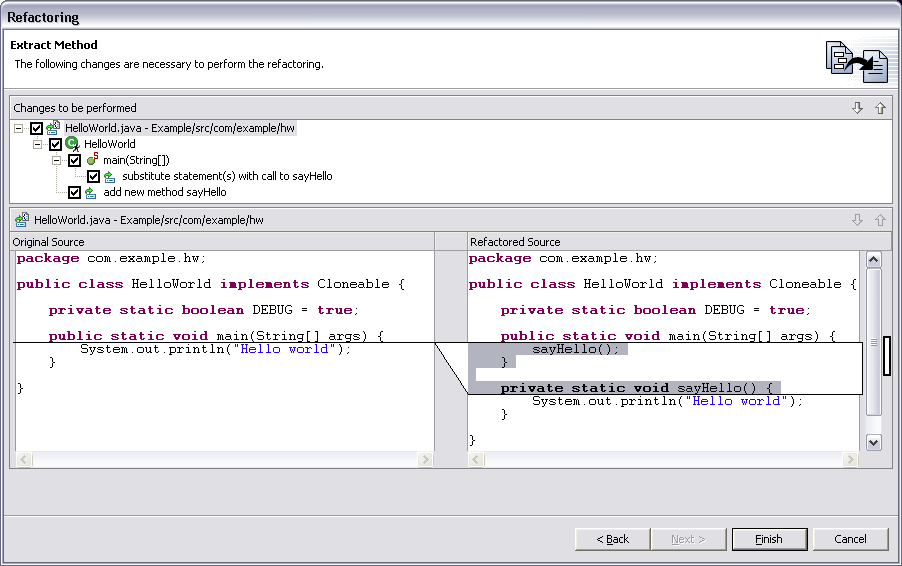 Refactoring
Extract Method
The following changes are necessary to perform the refactoring.
Changes to be performed
HelloWorld.java - Example/src/com/example/hw
HelloWorld
main(String[])
substitute statement(s) with call to sayHello
add new method sayHello
HelloWorld.java - Example/src/com/example/hw
Original Source
package com.example.hw;
public class HelloWorld implements Cloneable {
private static boolean DEBUG = true;
public static void main(String[] args) {
System.out.println("Hello world");
}
}
Refactored Source
package com.example.hw;
public class HelloWorld implements Cloneable {
private static boolean DEBUG = true;
public static void main(String[] args) {
sayHello();
}
private static void sayHello() {
System.out.println("Hello world");
}
}
< Back
Next >
Finish
Cancel